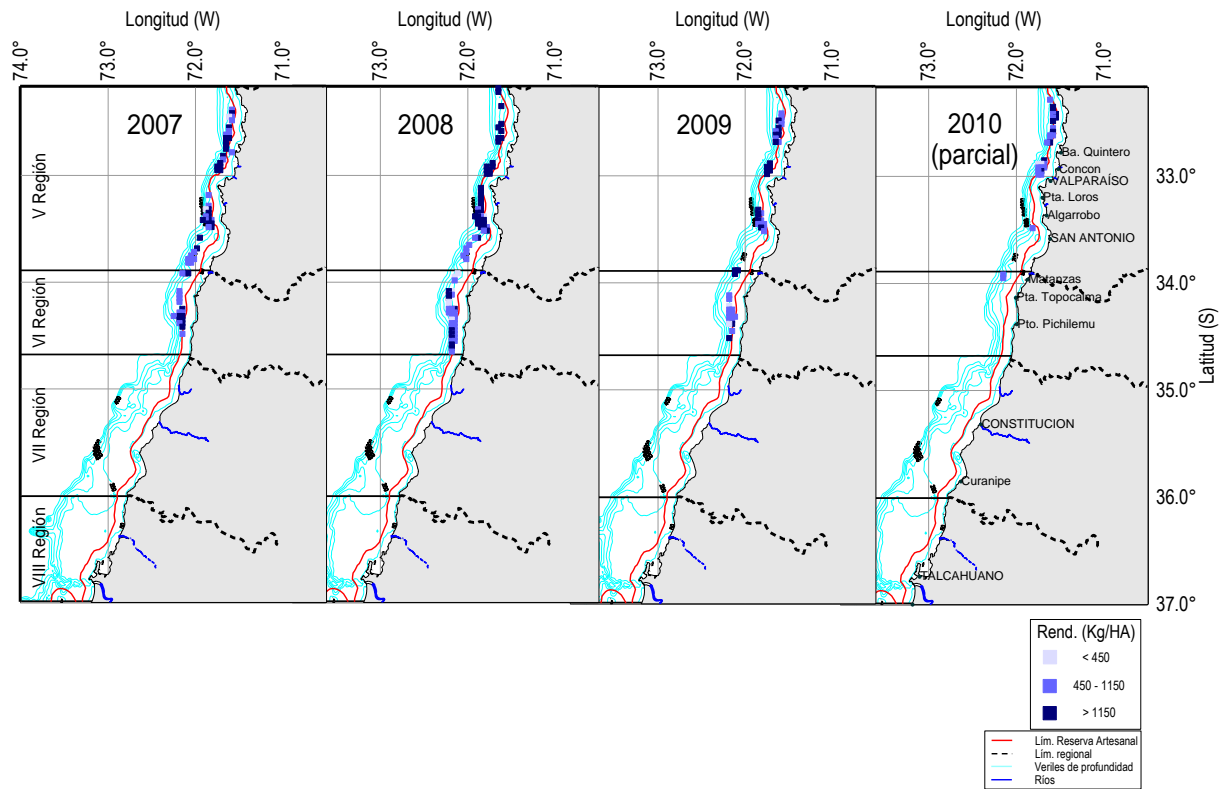 Longitud (W)
Longitud (W)
Longitud (W)
Longitud (W)
74.0°
73.0°
72.0°
71.0°
73.0°
72.0°
71.0°
73.0°
72.0°
71.0°
73.0°
72.0°
71.0°
2007
2008
2009
2010
(parcial)
V Región
VI Región
VII Región
VIII Región
Ba. Quintero
Concon
VALPARAÍSO
Pta. Loros
Algarrobo
SAN ANTONIO
Matanzas
Pta. Topocalma
Pto. Pichilemu
CONSTITUCION
Curanipe
TALCAHUANO
33.0°
34.0°
35.0°
36.0°
37.0°
Latitud (S)
Rend. (Kg/HA)
< 450
450 - 1150
> 1150
Lím. Reserva Artesanal
Lím. regional
Veriles de profundidad
Ríos